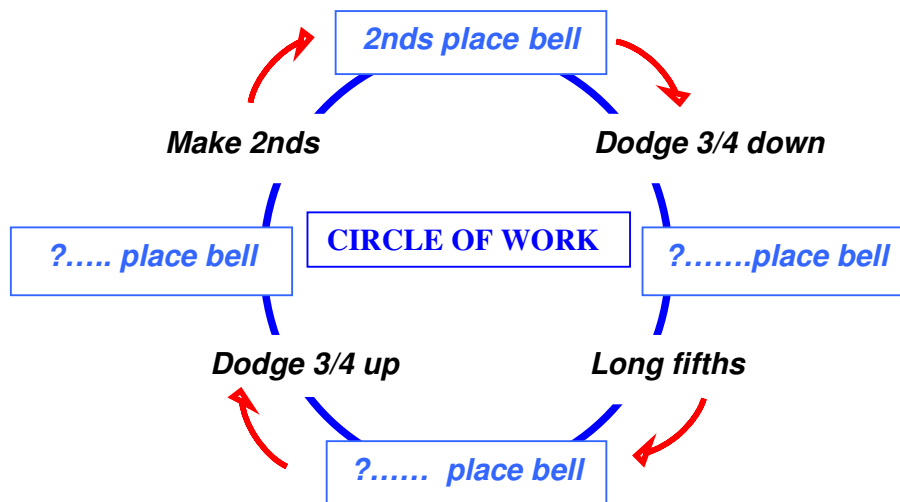 2nds place bell
Make 2nds
Dodge 3/4 down
CIRCLE OF WORK
?..... place bell
?.......place bell
Dodge 3/4 up
Long fifths
?...... place bell